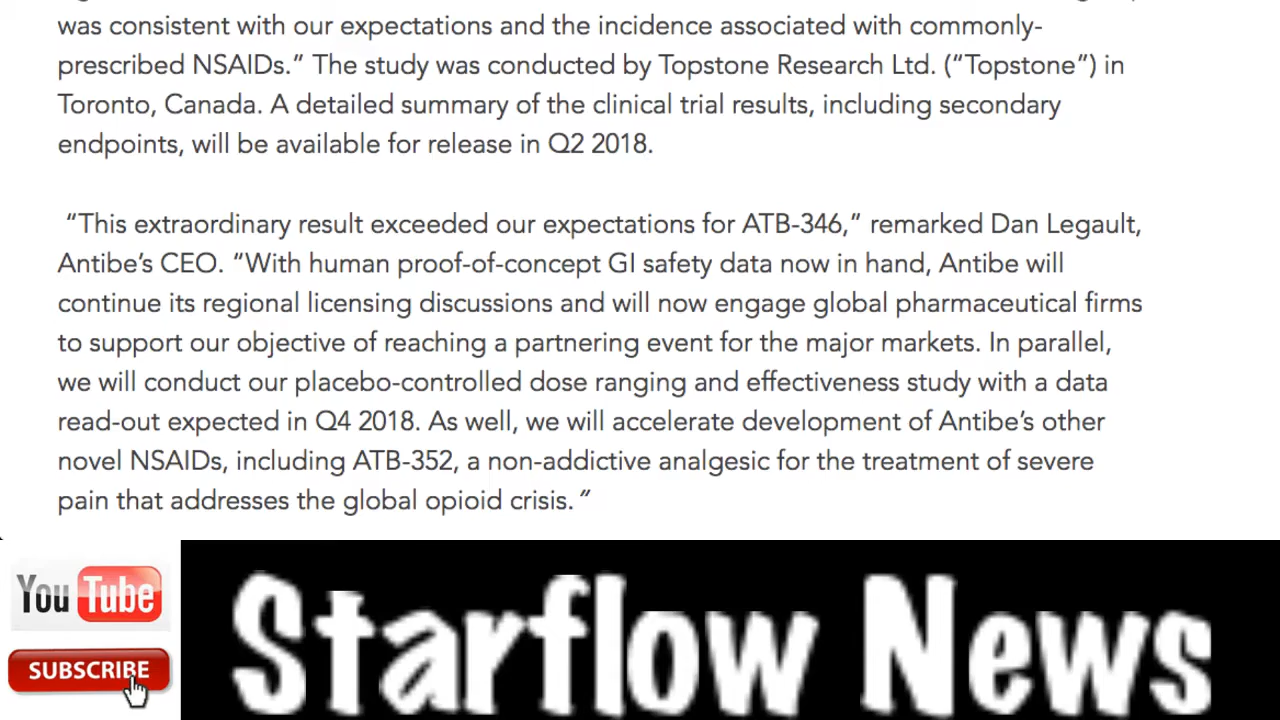 was consistent with our expectations and the incidence associated with commonly-
prescribed NSAIDs.” The study was conducted by Topstone Research Ltd. (“Topstone”) in
Toronto, Canada. A detailed summary of the clinical trial results, including secondary
endpoints, will be available for release in Q2 2018.
“This extraordinary result exceeded our expectations for ATB-346,” remarked Dan Legault,
Antibe’s CEO. “With human proof-of-concept GI safety data now in hand, Antibe will
continue its regional licensing discussions and will now engage global pharmaceutical firms
to support our objective of reaching a partnering event for the major markets. In parallel,
we will conduct our placebo-controlled dose ranging and effectiveness study with a data
read-out expected in Q4 2018. As well, we will accelerate development of Antibe’s other
novel NSAIDs, including ATB-352, a non-addictive analgesic for the treatment of severe
pain that addresses the global opioid crisis. ”
YouTube
SUBSCRIBE
Starflow News